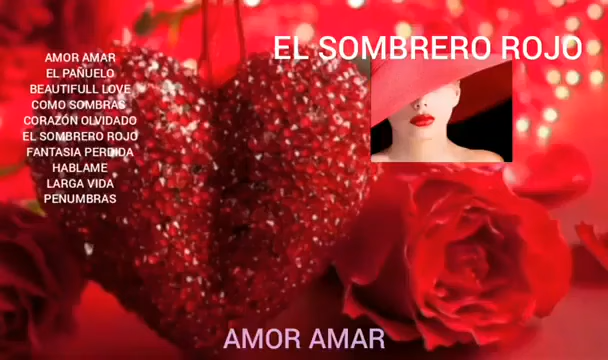 EL SOMBRERO ROJO
AMOR AMAR
EL PAÑUELO
BEAUTIFULL LOVE
COMO SOMBRAS
CORAZÓN OLVIDADO
EL SOMBRERO ROJO
FANTASIA PERDIDA
HABLAME
LARGA VIDA
PENUMBRAS
AMOR AMAR